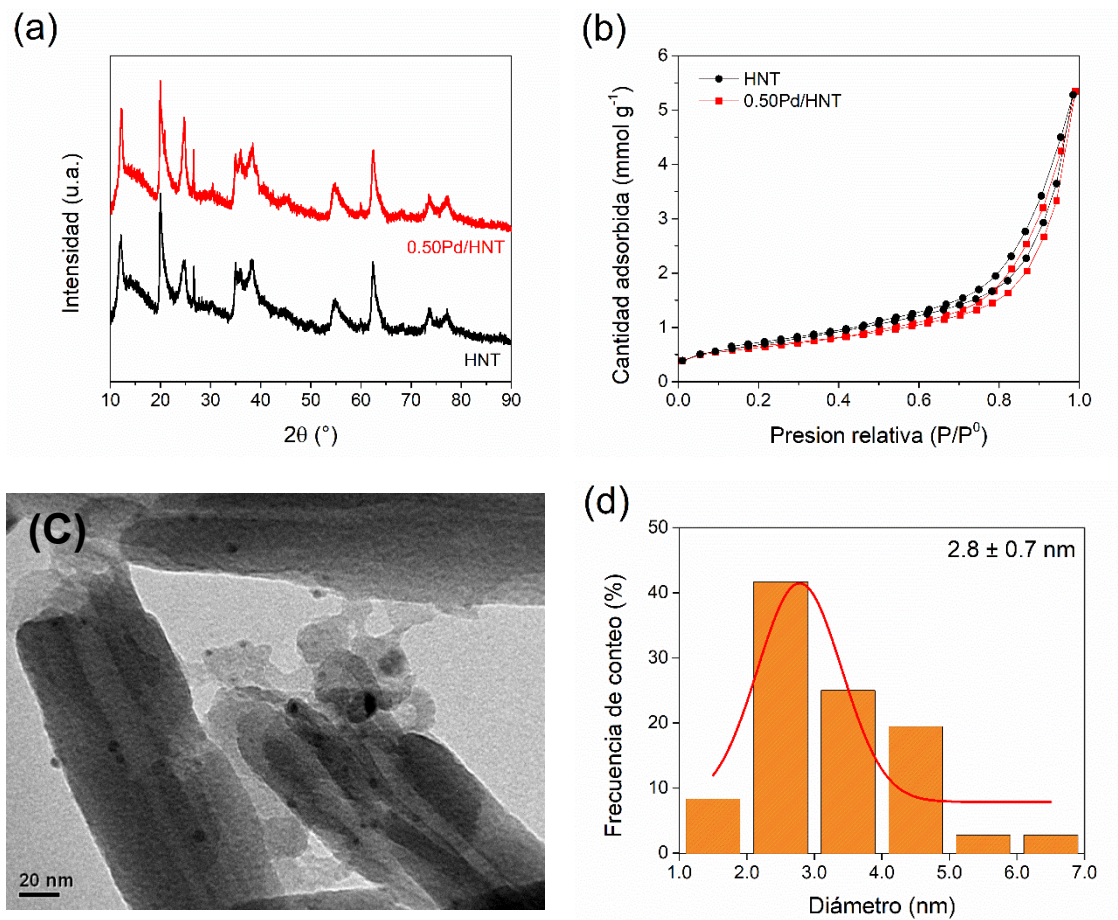 (a)
Intensidad (u.a.)
0.50Pd/HNT
HNT
10 20 30 40 50 60 70 80 90
2θ (°)
(b)
Cantidad adsorbida (mmol g⁻¹)
6
5
4
3
2
1
0
HNT
0.50Pd/HNT
0.0 0.2 0.4 0.6 0.8 1.0
Presion relativa (P/P⁰)
(C)
20 nm
(d)
Frecuencia de conteo (%)
50
40
30
20
10
0
2.8 ± 0.7 nm
1.0 2.0 3.0 4.0 5.0 6.0 7.0
Diámetro (nm)